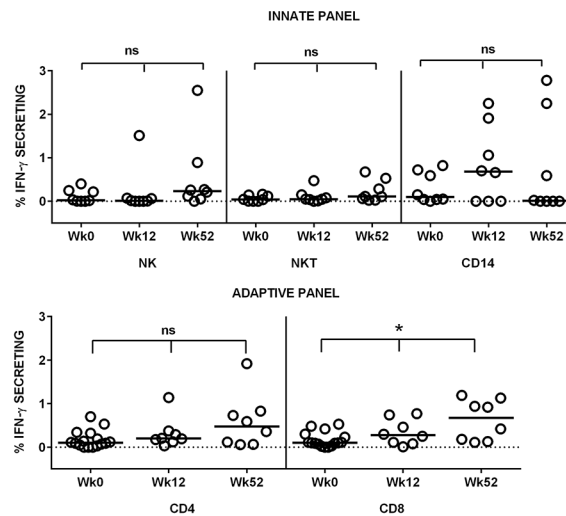 INNATE PANEL
ns ns ns
% IFN-γ SECRETING
3
2
1
0
Wk0 Wk12 Wk52 Wk0 Wk12 Wk52 Wk0 Wk12 Wk52
NK NKT CD14
ADAPTIVE PANEL
ns *
% IFN-γ SECRETING
3
2
1
0
Wk0 Wk12 Wk52 Wk0 Wk12 Wk52
CD4 CD8